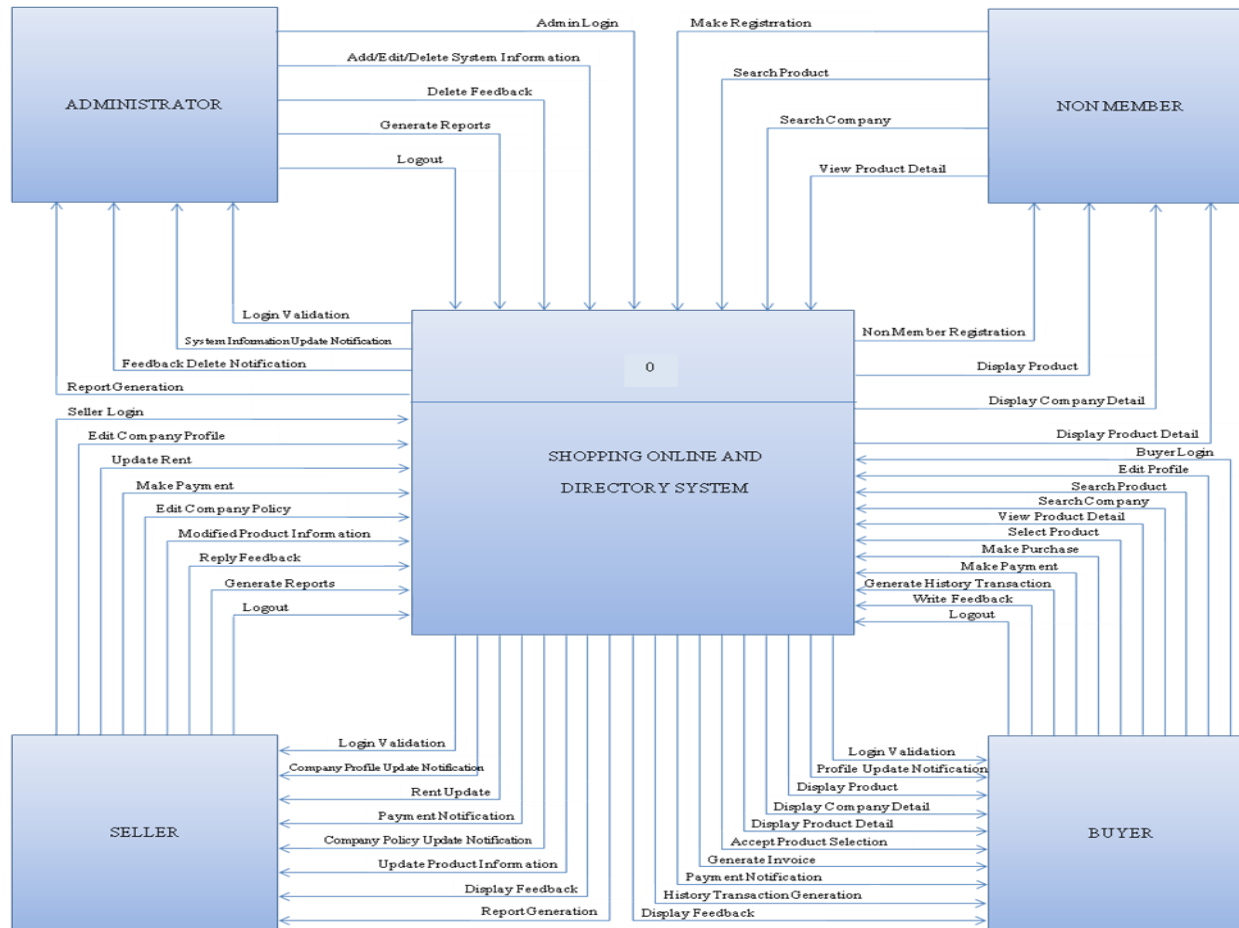 Admin Login
Make Registrration
Add/Edit/Delete System Information
Search Product
Delete Feedback
ADMINISTRATOR
NON MEMBER
Generate Reports
Search Company
Logout
View Product Detail
Login Validation
Non Member Registration
System Information Update Notification
Feedback Delete Notification
0
Display Product
Report Generation
Display Company Detail
Seller Login
Edit Company Profile
Display Product Detail
Buyer Login
SHOPPING ONLINE AND
DIRECTORY SYSTEM
Update Rent
Make Payment
Edit Company Policy
Modified Product Information
Reply Feedback
Generate Reports
Logout
Edit Profile
Search Product
Search Company
View Product Detail
Select Product
Make Purchase
Make Payment
Generate History Transaction
Write Feedback
Logout
Login Validation
Company Profile Update Notification
Rent Update
Payment Notification
Company Policy Update Notification
Update Product Information
Display Feedback
Report Generation
SELLER
Login Validation
Profile Update Notification
Display Product
Display Company Detail
Display Product Detail
Accept Product Selection
Generate Invoice
Payment Notification
History Transaction Generation
Display Feedback
BUYER